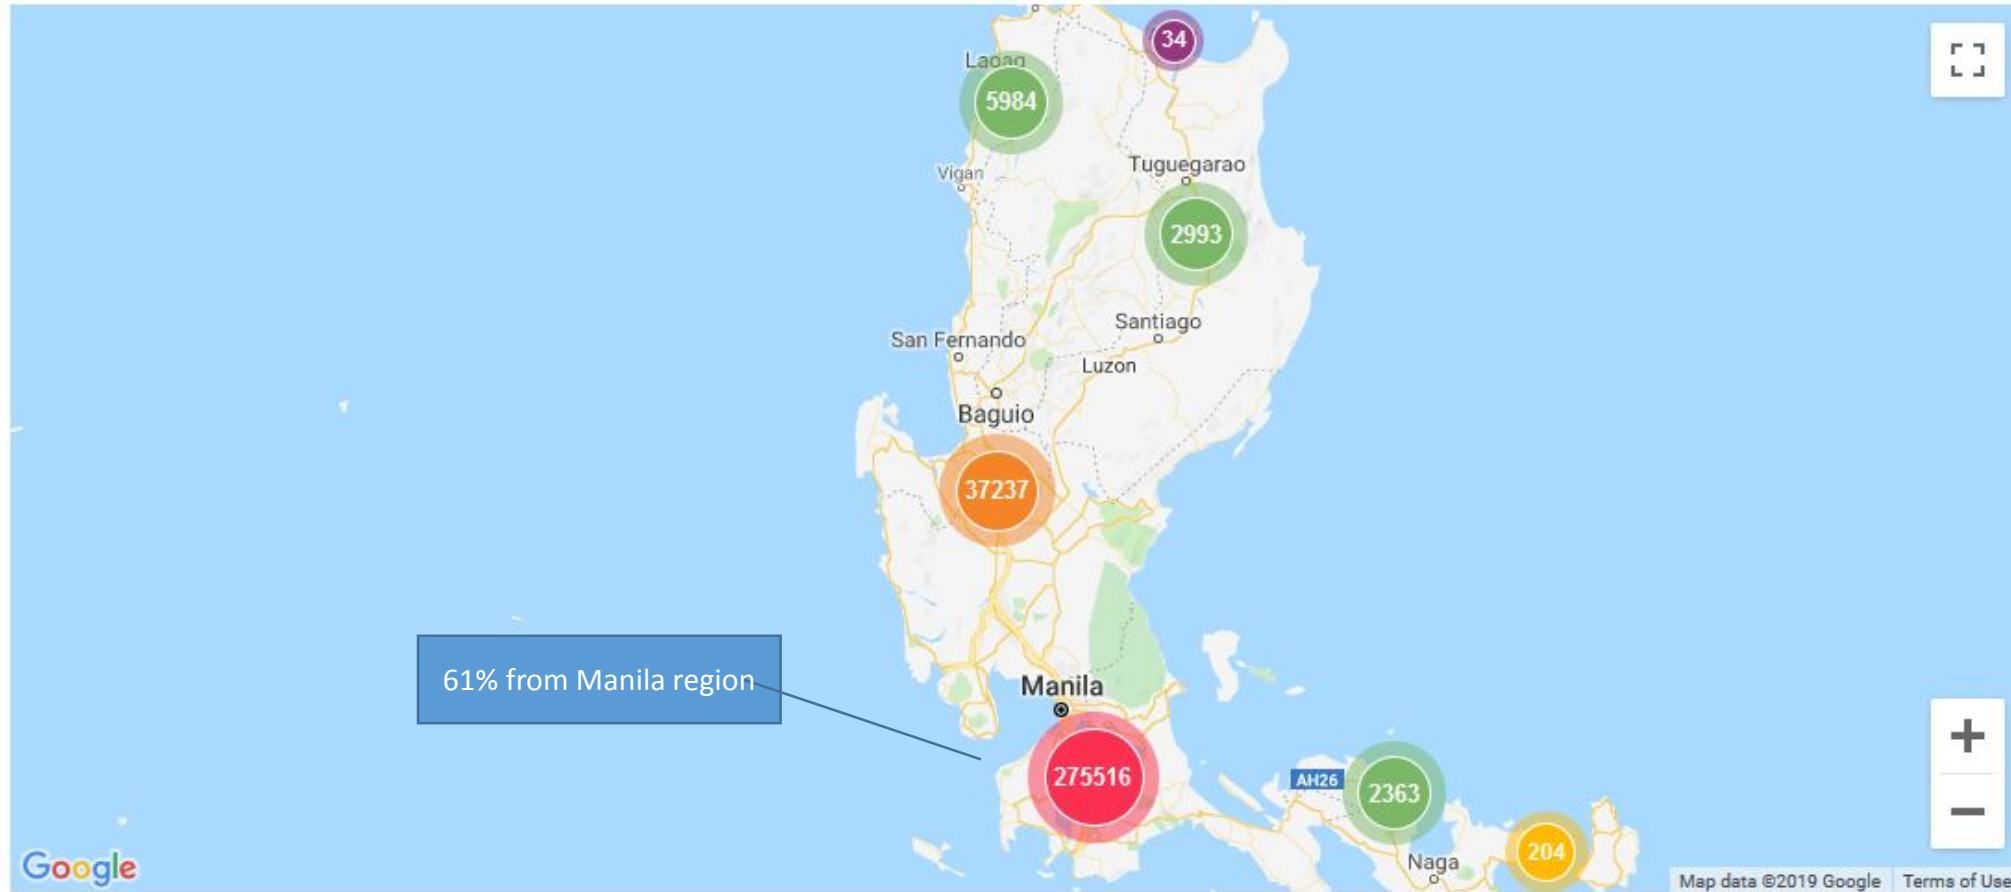 34
Laoag
5984
Tuguegarao
Vigan
2993
Santiago
San Fernando
Luzon
Baguio
37237
61% from Manila region
Manila
275516
AH26
2363
204
Naga
Google
Map data ©2019 Google
Terms of Use